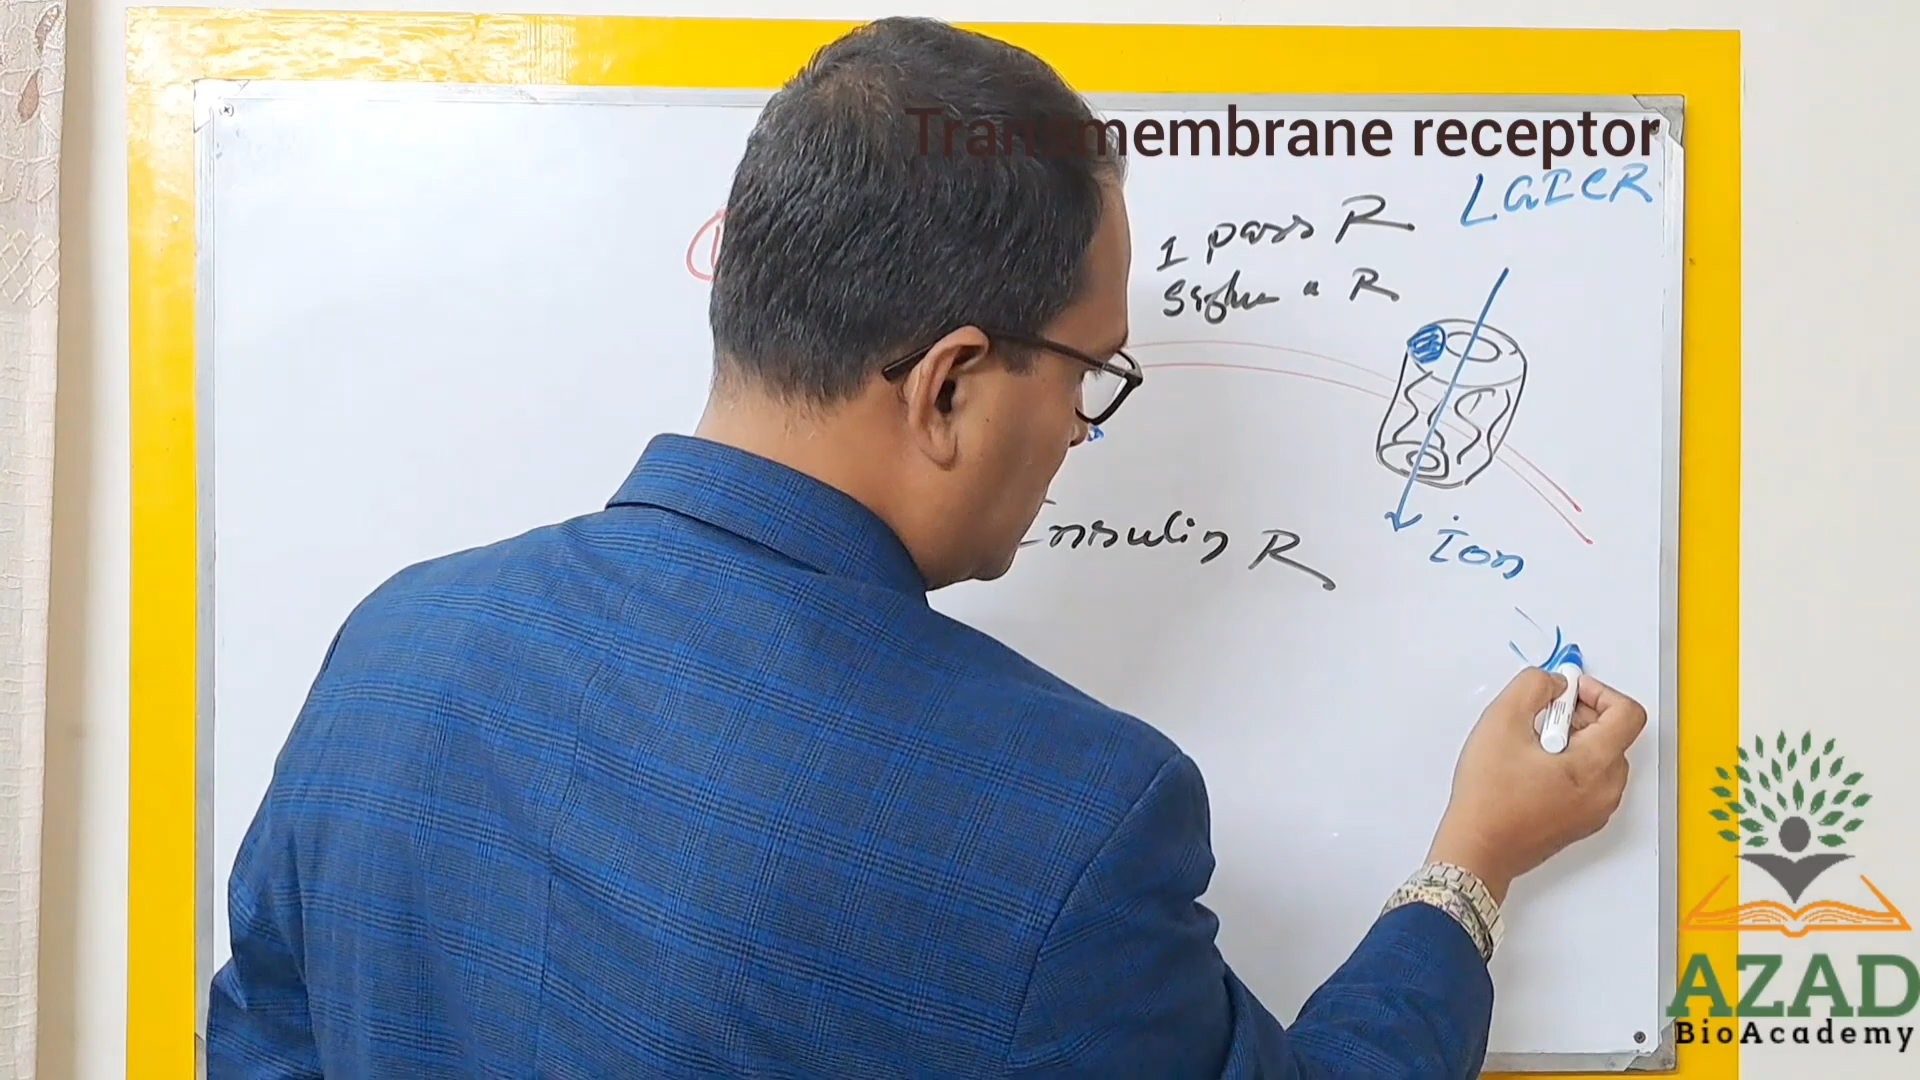 Transmembrane receptor
LGICR
1 pass R
Single " R
Insulin R
ion
AZAD
BioAcademy